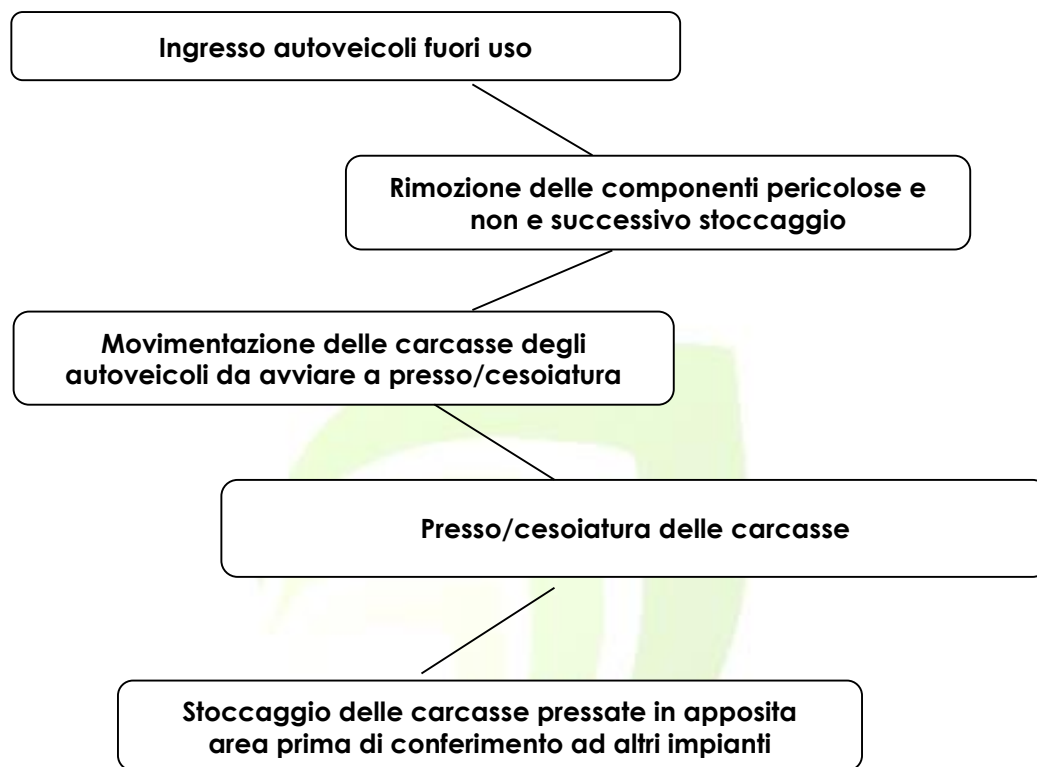 Ingresso autoveicoli fuori uso
Rimozione delle componenti pericolose e
non e successivo stoccaggio
Movimentazione delle carcasse degli
autoveicoli da avviare a presso/cesoiatura
Presso/cesoiatura delle carcasse
Stoccaggio delle carcasse pressate in apposita
area prima di conferimento ad altri impianti